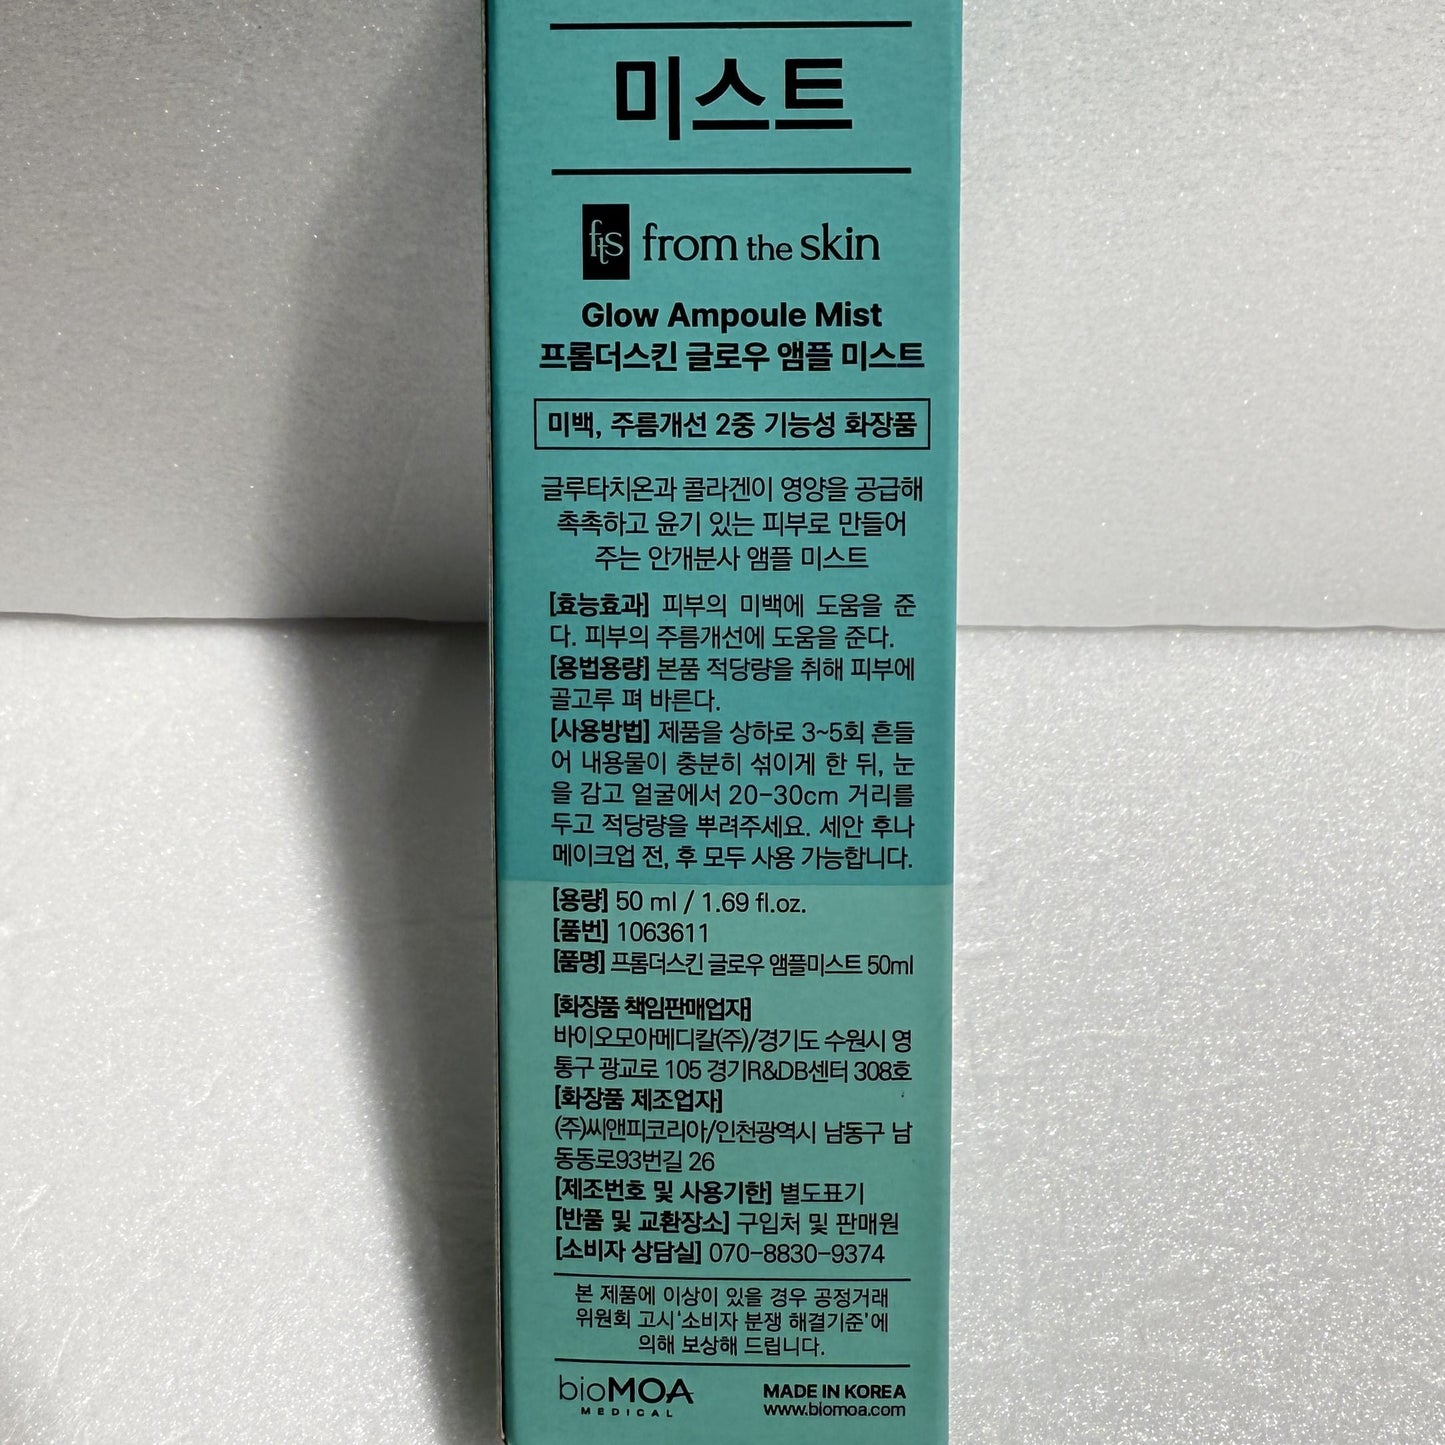 미스트
fts from the skin
Glow Ampoule Mist
프롬더스킨 글로우 앰플 미스트
미백, 주름개선 2중 기능성 화장품
글루타치온과 콜라겐이 영양을 공급해
촉촉하고 윤기 있는 피부로 만들어
주는 안개분사 앰플 미스트
[효능효과] 피부의 미백에 도움을 준
다. 피부의 주름개선에 도움을 준다.
[용법용량] 본품 적당량을 취해 피부에
골고루 펴 바른다.
[사용방법] 제품을 상하로 3~5회 흔들
어 내용물이 충분히 섞이게 한 뒤, 눈
을 감고 얼굴에서 20-30cm 거리를
두고 적당량을 뿌려주세요. 세안 후나
메이크업 전, 후 모두 사용 가능합니다.
[용량] 50 ml / 1.69 fl.oz.
[품번] 1063611
[품명] 프롬더스킨 글로우 앰플미스트 50ml
[화장품 책임판매업자]
바이오모아메디칼(주)/경기도 수원시 영
통구 광교로 105 경기R&DB센터 308호
[화장품 제조업자]
(주)씨앤피코리아/인천광역시 남동구 남
동동로93번길 26
[제조번호 및 사용기한] 별도표기
[반품 및 교환장소] 구입처 및 판매원
[소비자 상담실] 070-8830-9374
본 제품에 이상이 있을 경우 공정거래
위원회 고시'소비자 분쟁 해결기준'에
의해 보상해 드립니다.
bioMOA MADE IN KOREA
MEDICAL www.biomoa.com